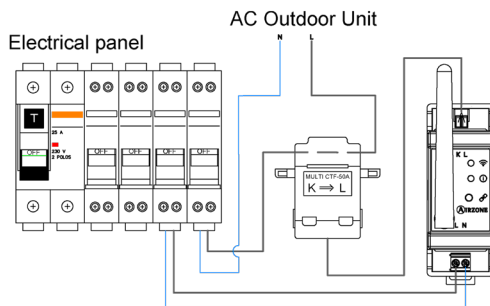 AC Outdoor Unit
N L
Electrical panel
T
25 A
230 V
2 POLOS
OFF OFF OFF OFF OFF OFF
MULTI CTF-50A
K ⇒ L
K L
AIRZONE
L N